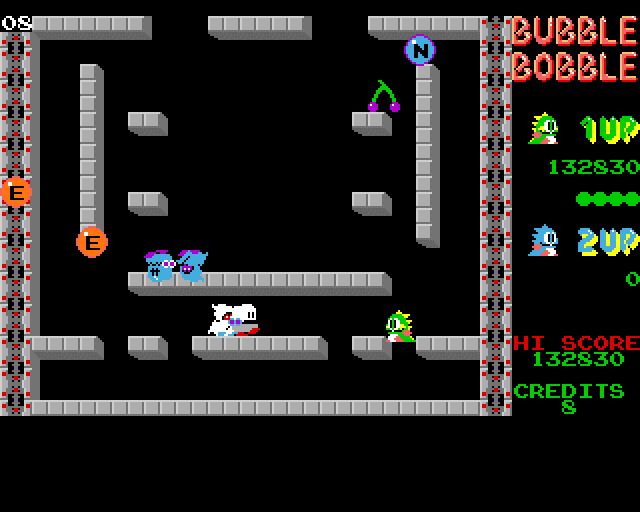 08
N
E
E
BUBBLE
BOBBLE
1UP
132830
2UP
0
HI SCORE
132830
CREDITS
8